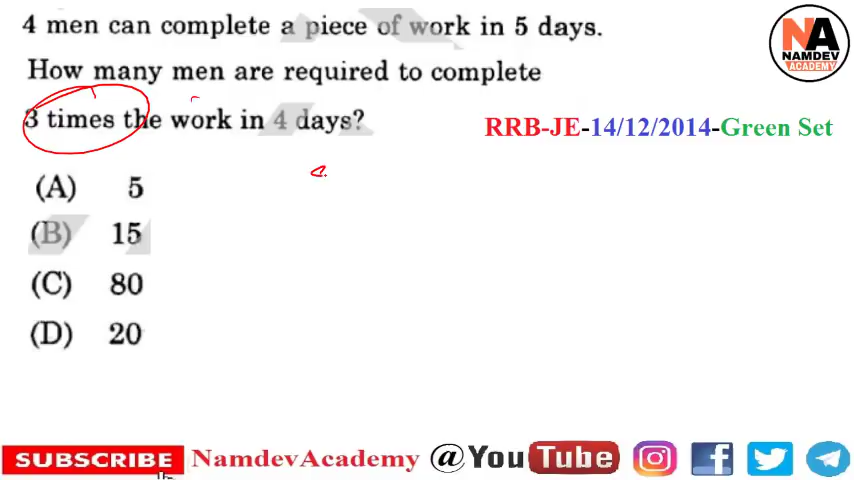 4 men can complete a piece of work in 5 days.
NA
NAMDEV
ACADEMY
How many men are required to complete
3 times the work in 4 days?
RRB-JE-14/12/2014-Green Set
(A) 5
(B) 15
(C) 80
(D) 20
SUBSCRIBE NamdevAcademy @YouTube